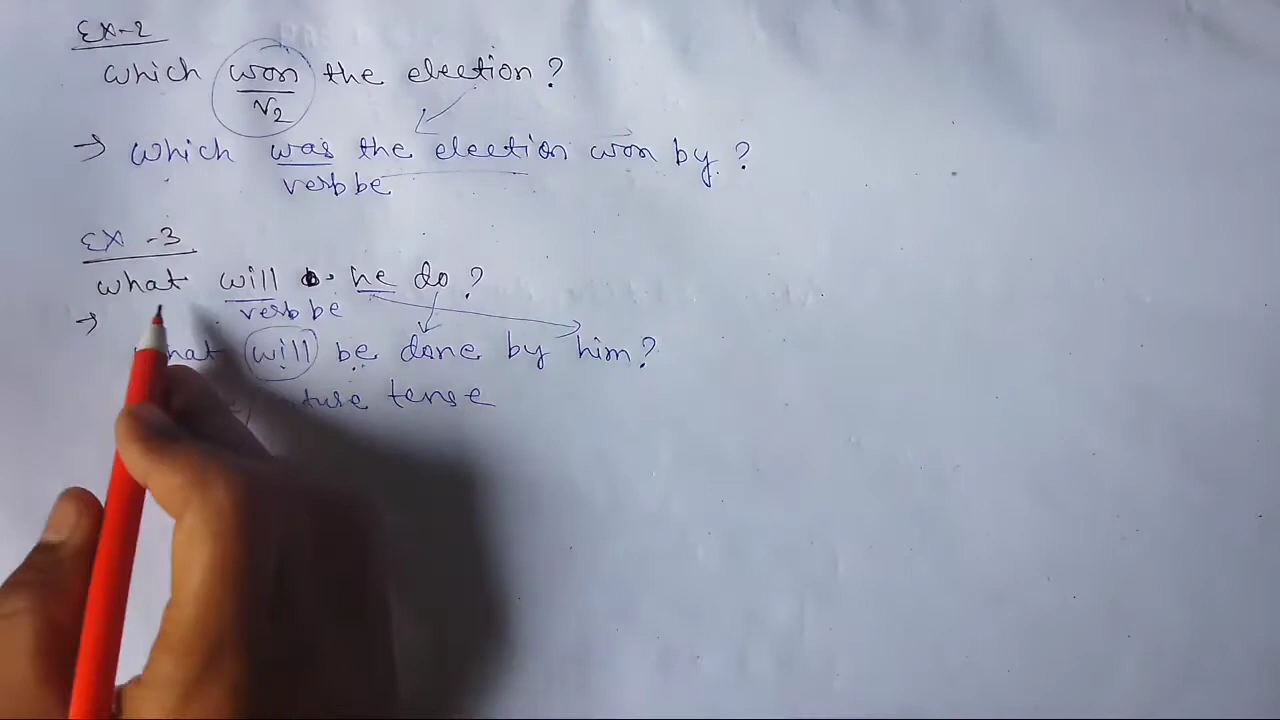 Ex-2
Which won the election?
V2
→ Which was the election won by?
verb be
Ex -3
What will he do?
→
verb be
will be done by him?
tense